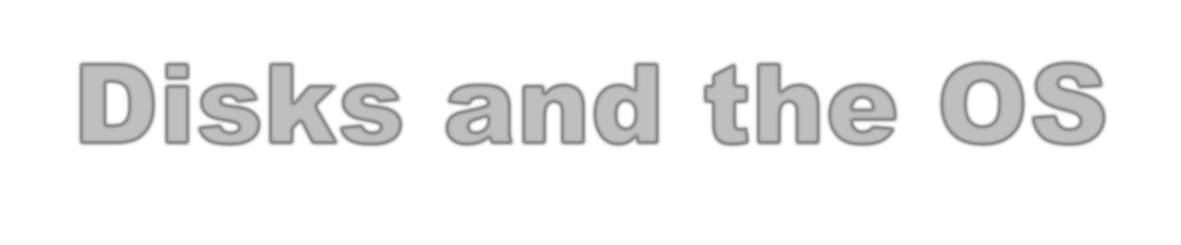 Disks and the OS